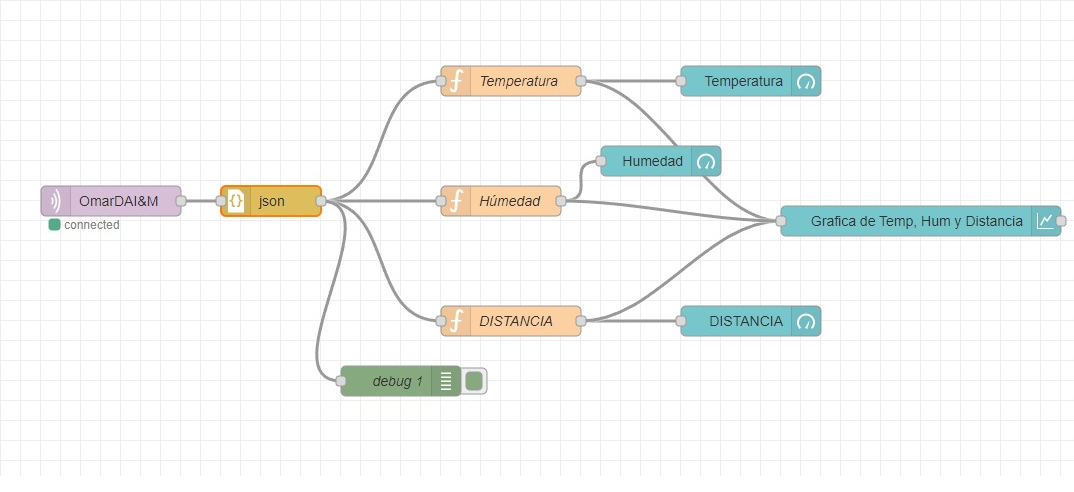 Temperatura
Temperatura
Humedad
OmarDAI&M
json
Húmedad
connected
Grafica de Temp, Hum y Distancia
DISTANCIA
DISTANCIA
debug 1